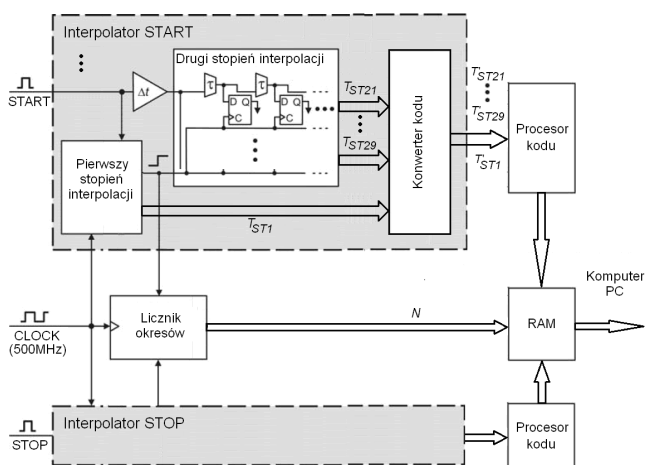 Interpolator START
Drugi stopień interpolacji
START
Δt
τ
τ
D Q
C
D Q
C
T_ST21
T_ST29
Konwerter kodu
T_ST21
T_ST29
T_ST1
Procesor
kodu
Pierwszy
stopień
interpolacji
T_ST1
Komputer
PC
CLOCK
(500MHz)
Licznik
okresów
N
RAM
Interpolator STOP
STOP
Procesor
kodu